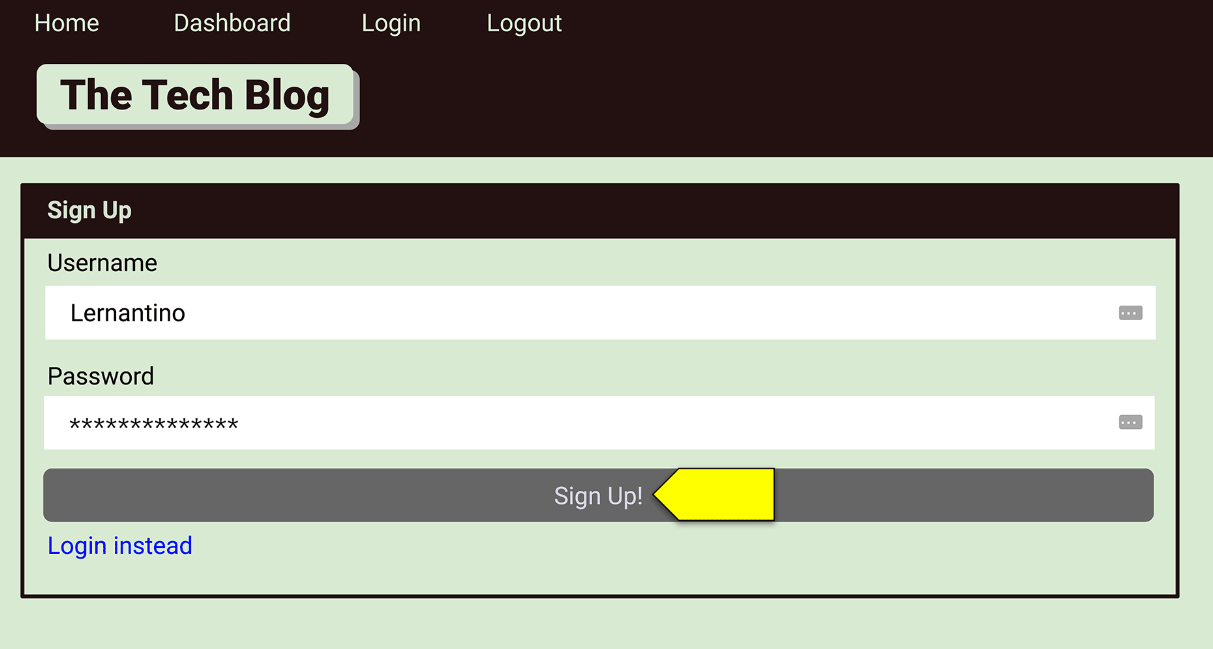 Home Dashboard Login Logout
The Tech Blog
Sign Up
Username
Lernantino
Password
**************
Sign Up!
Login instead